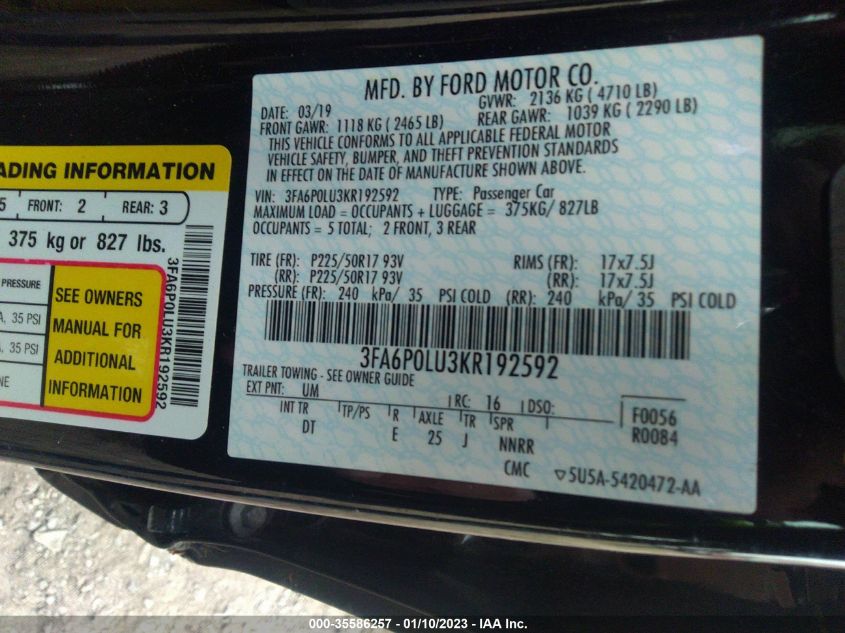 ADING INFORMATION
5 FRONT: 2 REAR: 3
375 kg or 827 lbs.
PRESSURE
A, 35 PSI
A, 35 PSI
NE
SEE OWNERS
MANUAL FOR
ADDITIONAL
INFORMATION
3FA6P0LU3KR192592
MFD. BY FORD MOTOR CO.
DATE: 03/19 GVWR: 2136 KG ( 4710 LB)
FRONT GAWR: 1118 KG ( 2465 LB) REAR GAWR: 1039 KG ( 2290 LB)
THIS VEHICLE CONFORMS TO ALL APPLICABLE FEDERAL MOTOR
VEHICLE SAFETY, BUMPER, AND THEFT PREVENTION STANDARDS
IN EFFECT ON THE DATE OF MANUFACTURE SHOWN ABOVE.
VIN: 3FA6P0LU3KR192592 TYPE: Passenger Car
MAXIMUM LOAD = OCCUPANTS + LUGGAGE = 375KG/ 827LB
OCCUPANTS = 5 TOTAL; 2 FRONT, 3 REAR
TIRE (FR): P225/50R17 93V RIMS (FR): 17x7.5J
(RR): P225/50R17 93V (RR): 17x7.5J
PRESSURE (FR): 240 kPa/ 35 PSI COLD (RR): 240 kPa/ 35 PSI COLD
3FA6P0LU3KR192592
TRAILER TOWING - SEE OWNER GUIDE
EXT PNT: UM RC: 16 DSO: F0056
INT TR TP/PS R AXLE TR SPR R0084
DT E 25 J NNRR
CMC ▽5U5A-5420472-AA
000-35586257 - 01/10/2023 - IAA Inc.